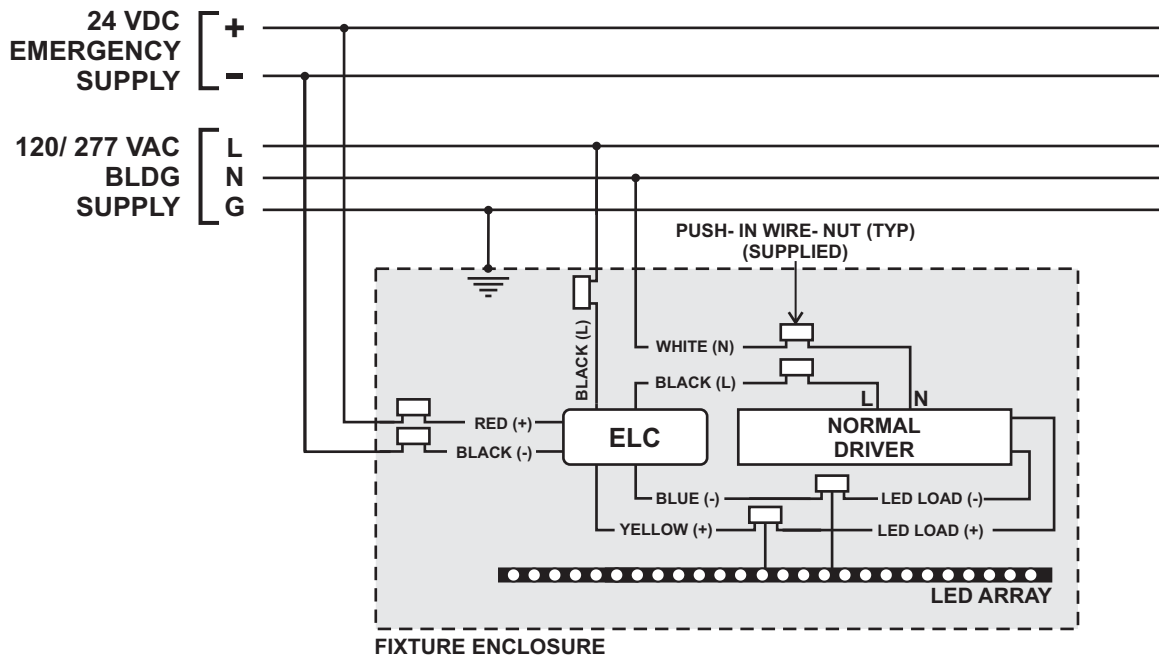 24 VDC
EMERGENCY
SUPPLY
+
-
120/ 277 VAC
BLDG
SUPPLY
L
N
G
PUSH- IN WIRE- NUT (TYP)
(SUPPLIED)
BLACK (L)
WHITE (N)
BLACK (L)
L
N
RED (+)
BLACK (-)
ELC
NORMAL
DRIVER
BLUE (-)
LED LOAD (-)
YELLOW (+)
LED LOAD (+)
LED ARRAY
FIXTURE ENCLOSURE